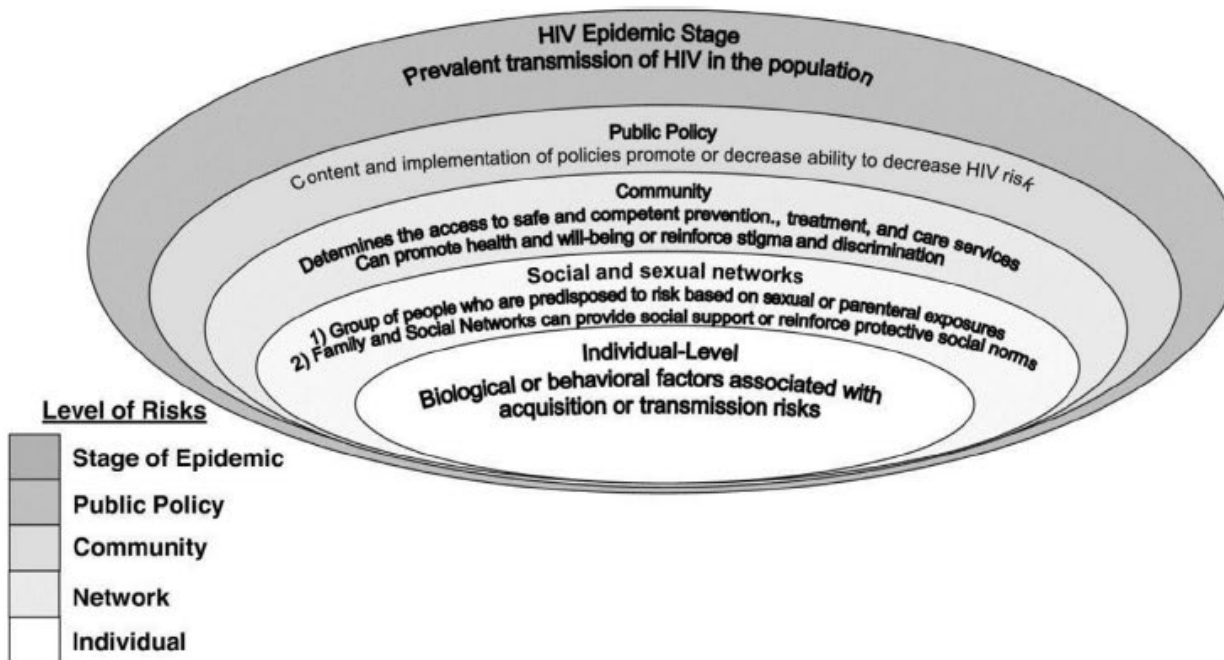 HIV Epidemic Stage
Prevalent transmission of HIV in the population
Public Policy
Content and implementation of policies promote or decrease ability to decrease HIV risk
Community
Determines the access to safe and competent prevention., treatment, and care services
Can promote health and will-being or reinforce stigma and discrimination
Social and sexual networks
1) Group of people who are predisposed to risk based on sexual or parenteral exposures
2) Family and Social Networks can provide social support or reinforce protective social norms
Individual-Level
Biological or behavioral factors associated with
acquisition or transmission risks
Level of Risks
Stage of Epidemic
Public Policy
Community
Network
Individual